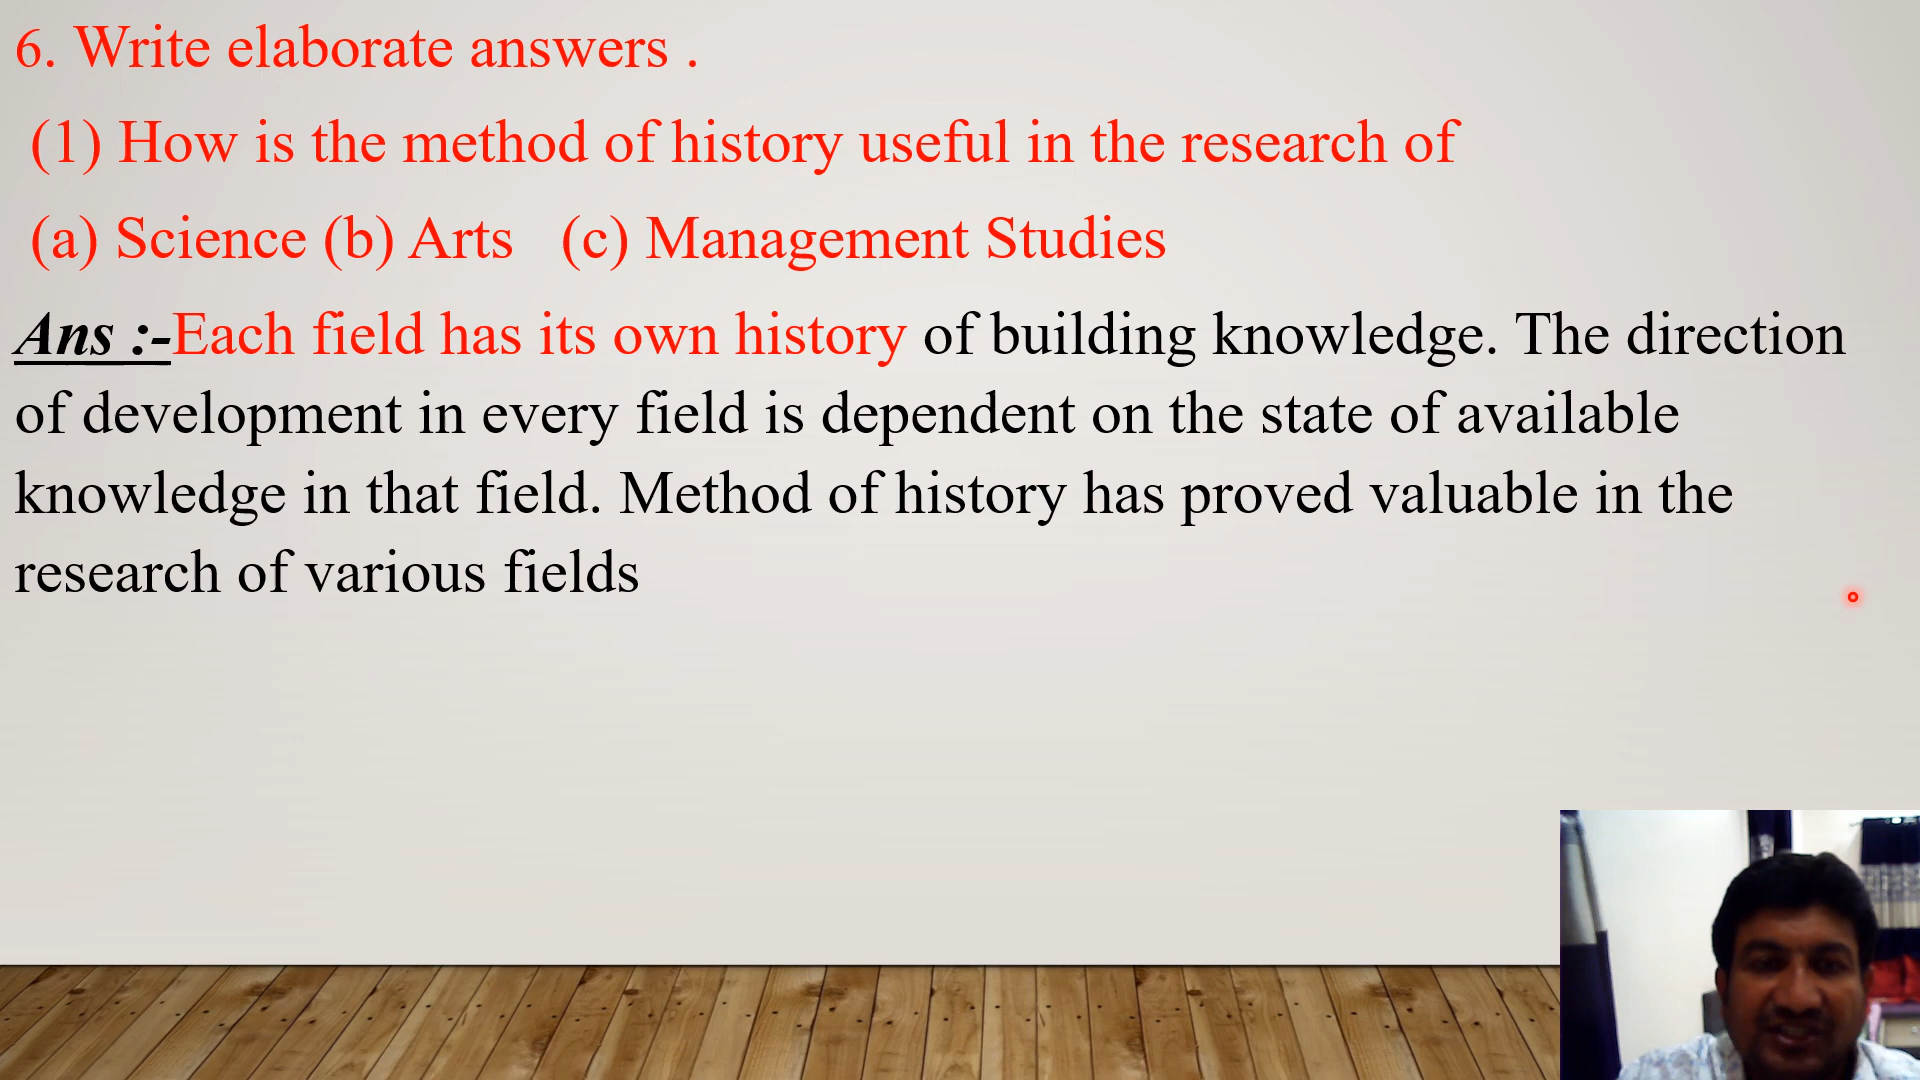 6. Write elaborate answers .
(1) How is the method of history useful in the research of
(a) Science (b) Arts (c) Management Studies
Ans :-Each field has its own history of building knowledge. The direction
of development in every field is dependent on the state of available
knowledge in that field. Method of history has proved valuable in the
research of various fields